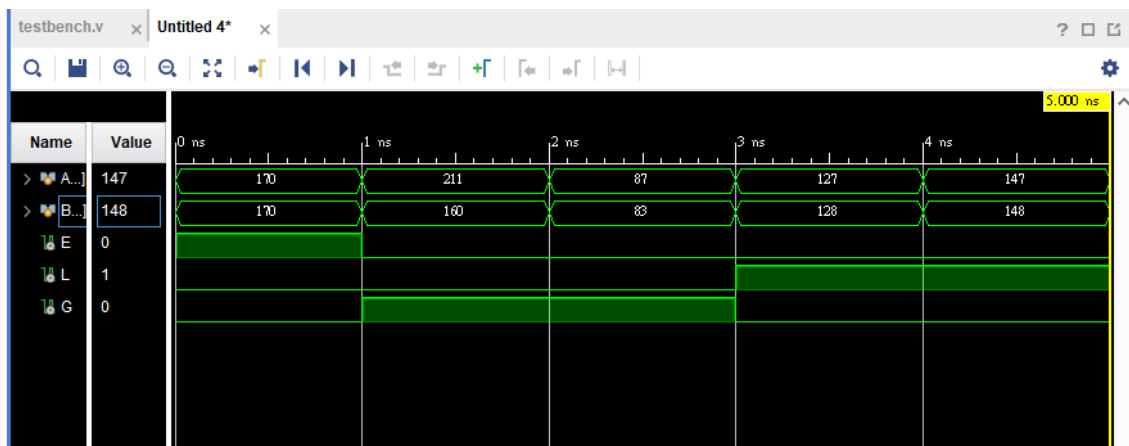 testbench.v × Untitled 4* × ?
5.000 ns
Name Value 0 ns 1 ns 2 ns 3 ns 4 ns
> A...] 147 170 211 87 127 147
> B...] 148 170 160 83 128 148
E 0
L 1
G 0